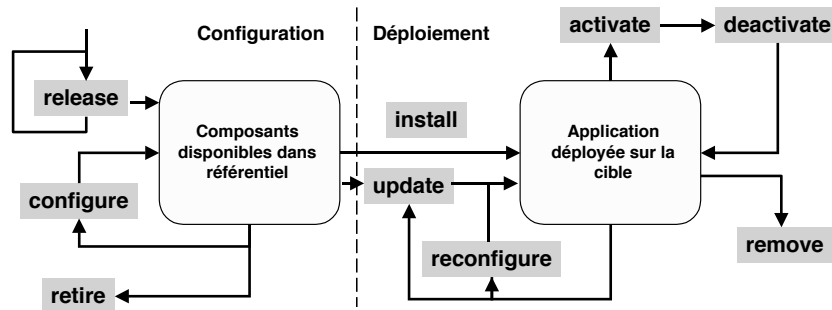 Configuration
Déploiement
activate
deactivate
release
install
Composants
disponibles dans
référentiel
Application
déployée sur la
cible
configure
update
reconfigure
remove
retire